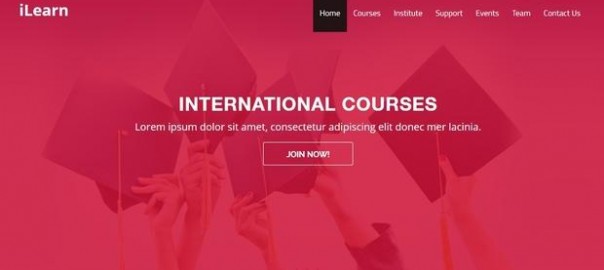 iLearn
Home Courses Institute Support Events Team Contact Us
INTERNATIONAL COURSES
Lorem ipsum dolor sit amet, consectetur adipiscing elit donec mer lacinia.
JOIN NOW!